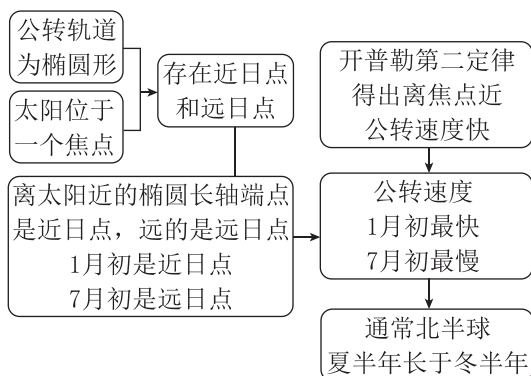 公转轨道
为椭圆形
太阳位于
一个焦点
存在近日点
和远日点
离太阳近的椭圆长轴端点
是近日点，远的是远日点
1月初是近日点
7月初是远日点
开普勒第二定律
得出离焦点近
公转速度快
公转速度
1月初最快
7月初最慢
通常北半球
夏半年长于冬半年